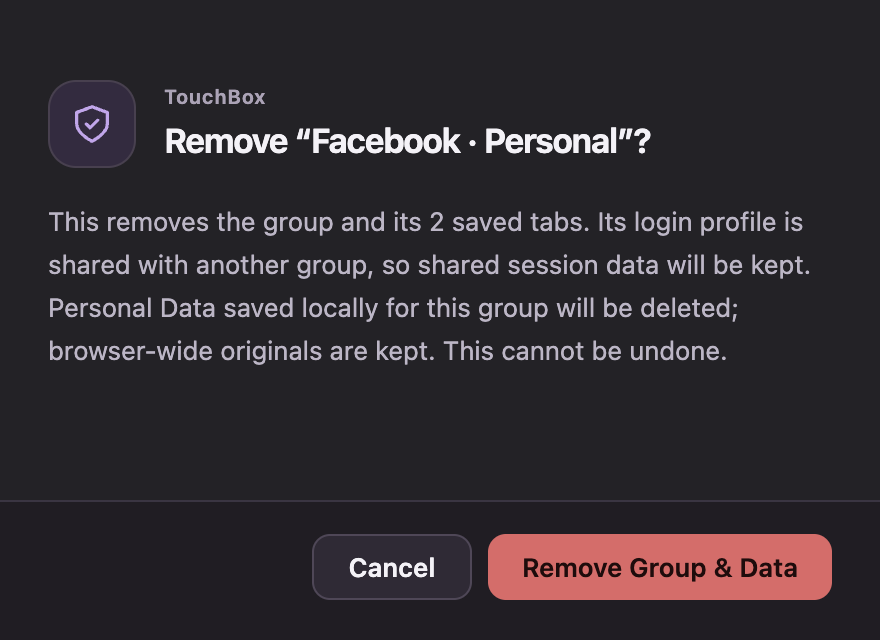 TouchBox
Remove “Facebook · Personal”?
This removes the group and its 2 saved tabs. Its login profile is
shared with another group, so shared session data will be kept.
Personal Data saved locally for this group will be deleted;
browser-wide originals are kept. This cannot be undone.
Cancel
Remove Group & Data